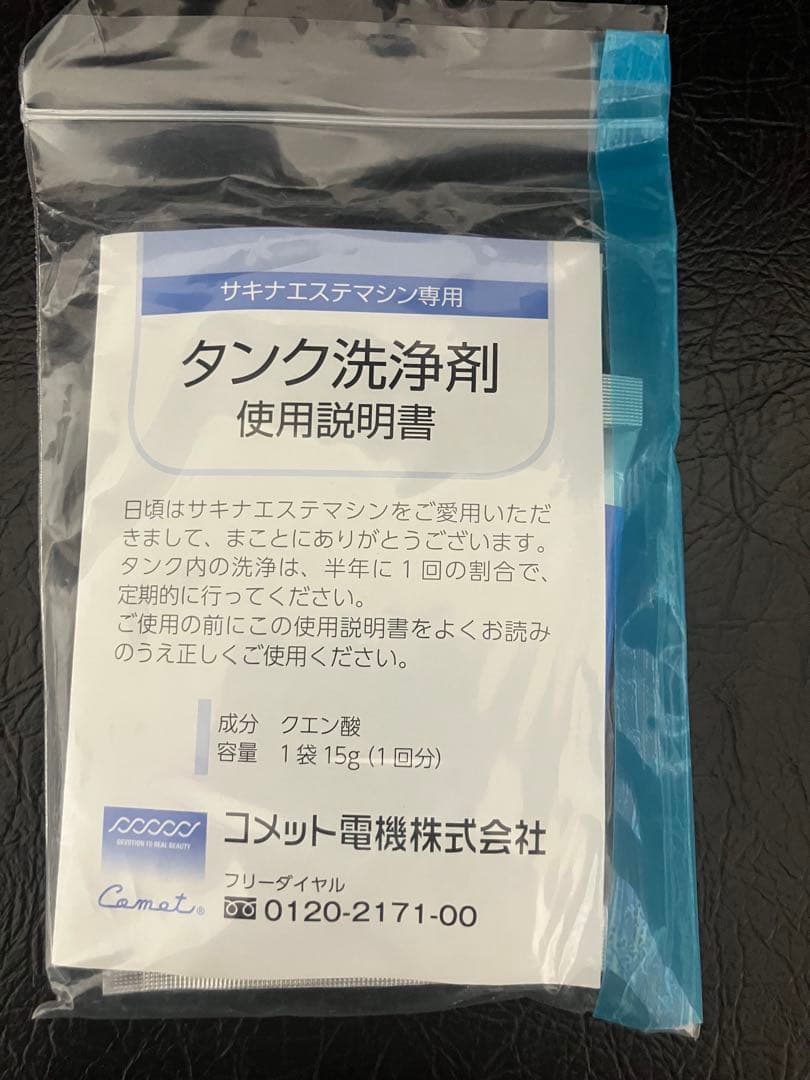 サキナエステマシン専用
タンク洗浄剤
使用説明書
日頃はサキナエステマシンをご愛用いただ
きまして、まことにありがとうございます。
タンク内の洗浄は、半年に1回の割合で、
定期的に行ってください。
ご使用の前にこの使用説明書をよくお読み
のうえ正しくご使用ください。
成分 クエン酸
容量 1袋15g(1回分)
DEVOTION TO REAL BEAUTY
コメット電機株式会社
Comet®
フリーダイヤル
0120-2171-00